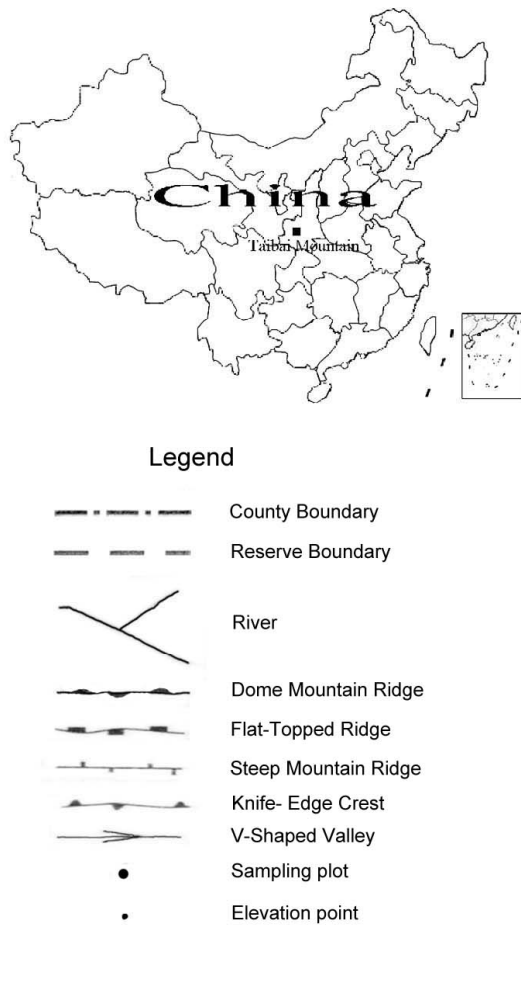 China
Taibai Mountain
Legend
County Boundary
Reserve Boundary
River
Dome Mountain Ridge
Flat-Topped Ridge
Steep Mountain Ridge
Knife- Edge Crest
V-Shaped Valley
Sampling plot
Elevation point